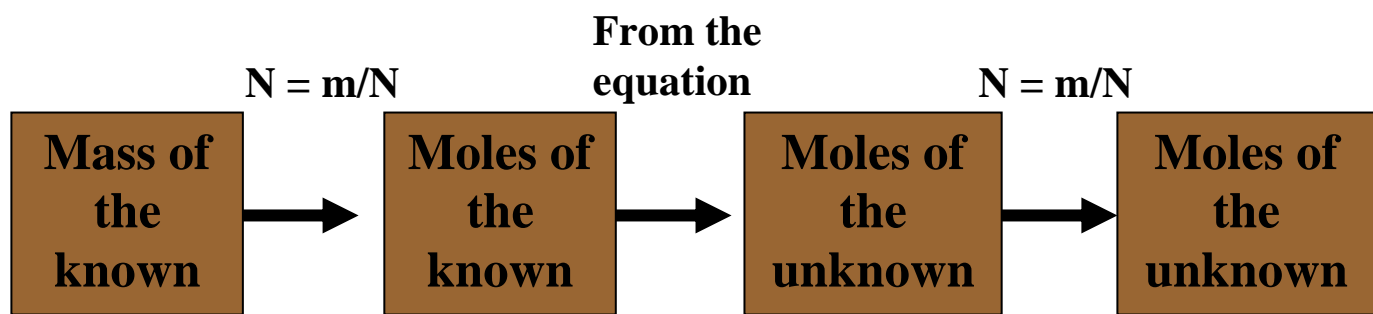 From the
equation
N = m/N
N = m/N
Mass of
the
known
Moles of
the
known
Moles of
the
unknown
Moles of
the
unknown